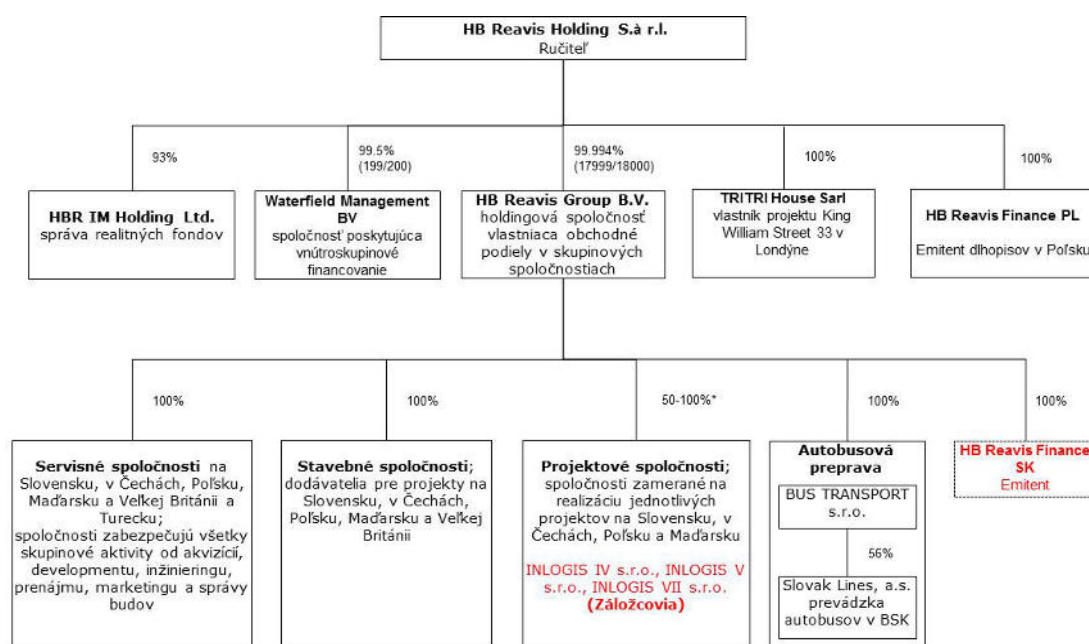 HB Reavis Holding S.à r.l.
Ručiteľ
93%
99.5%
(199/200)
99.994%
(17999/18000)
100%
100%
HBR IM Holding Ltd.
správa realitných fondov
Waterfield Management
BV
spoločnosť poskytujúca
vnútroskupinové
financovanie
HB Reavis Group B.V.
holdingová spoločnosť
vlastniaca obchodné
podiely v skupinových
spoločnostiach
TRITRI House Sarl
vlastník projektu King
William Street 33 v
Londýne
HB Reavis Finance PL
Emitent dlhopisov v Poľsku
100%
100%
50-100%*
100%
100%
Servisné spoločnosti na
Slovensku, v Čechách, Poľsku,
Maďarsku a Veľkej Británii a
Turecku;
spoločnosti zabezpečujú všetky
skupinové aktivity od akvizícií,
developmentu, inžinieringu,
prenájmu, marketingu a správy
budov
Stavebné spoločnosti;
dodávatelia pre projekty na
Slovensku, v Čechách,
Poľsku, Maďarsku a Veľkej
Británii
Projektové spoločnosti;
spoločnosti zamerané na
realizáciu jednotlivých
projektov na Slovensku, v
Čechách, Poľsku a Maďarsku
INLOGIS IV s.r.o., INLOGIS V
s.r.o., INLOGIS VII s.r.o.
(Záložcovia)
Autobusová
preprava
BUS TRANSPORT
s.r.o.
56%
Slovak Lines, a.s.
prevádzka
autobusov v BSK
HB Reavis Finance
SK
Emitent